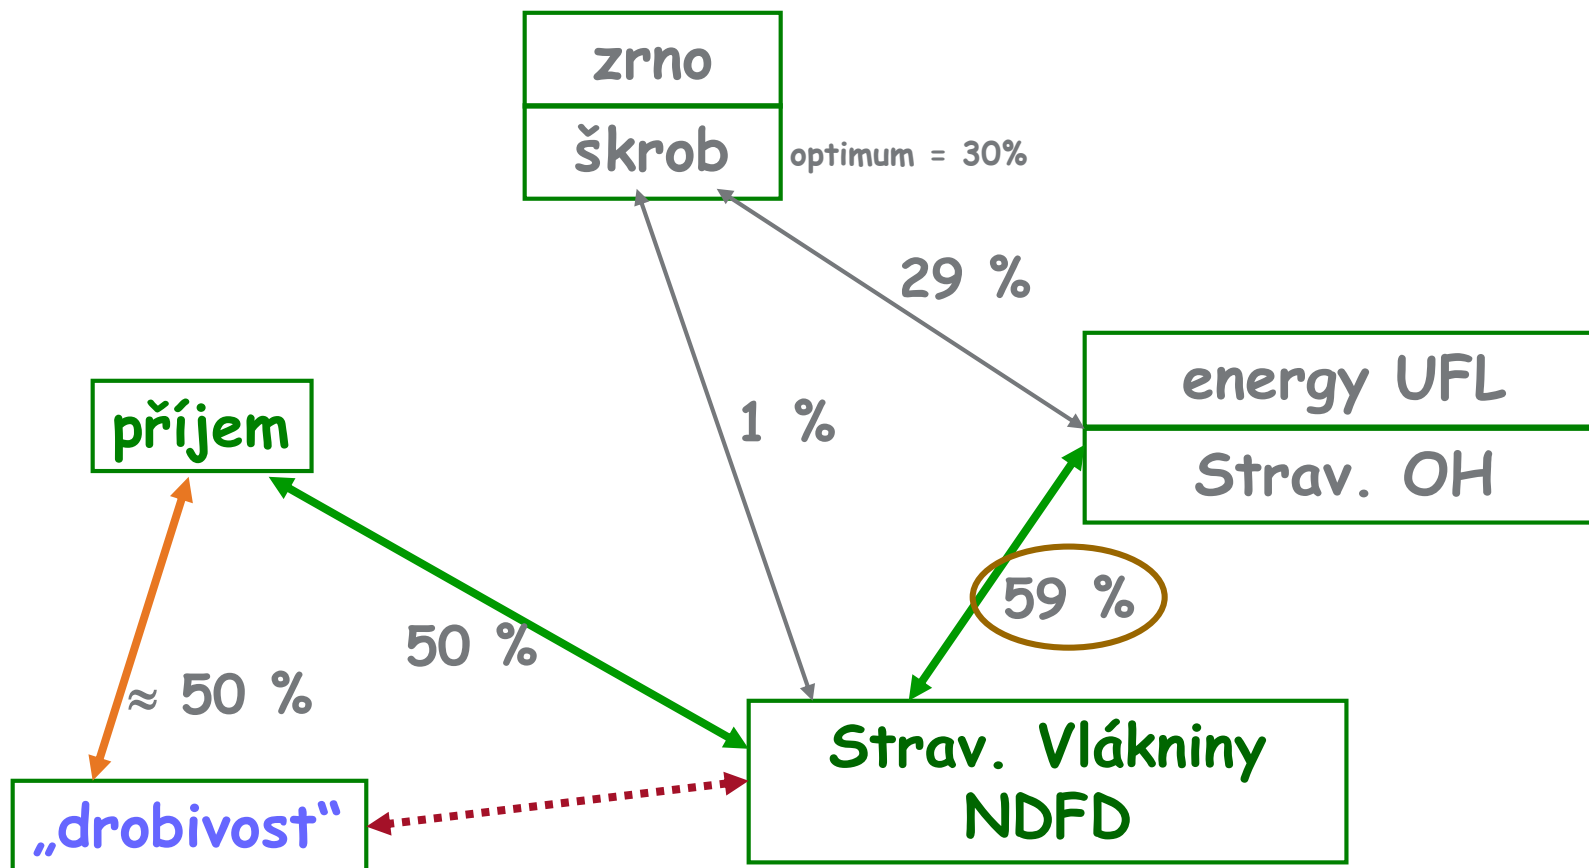 zrno
škrob
optimum = 30%
29 %
energy UFL
1 %
příjem
Strav. OH
59 %
50 %
≈ 50 %
Strav. Vlákniny
NDFD
„drobivost“